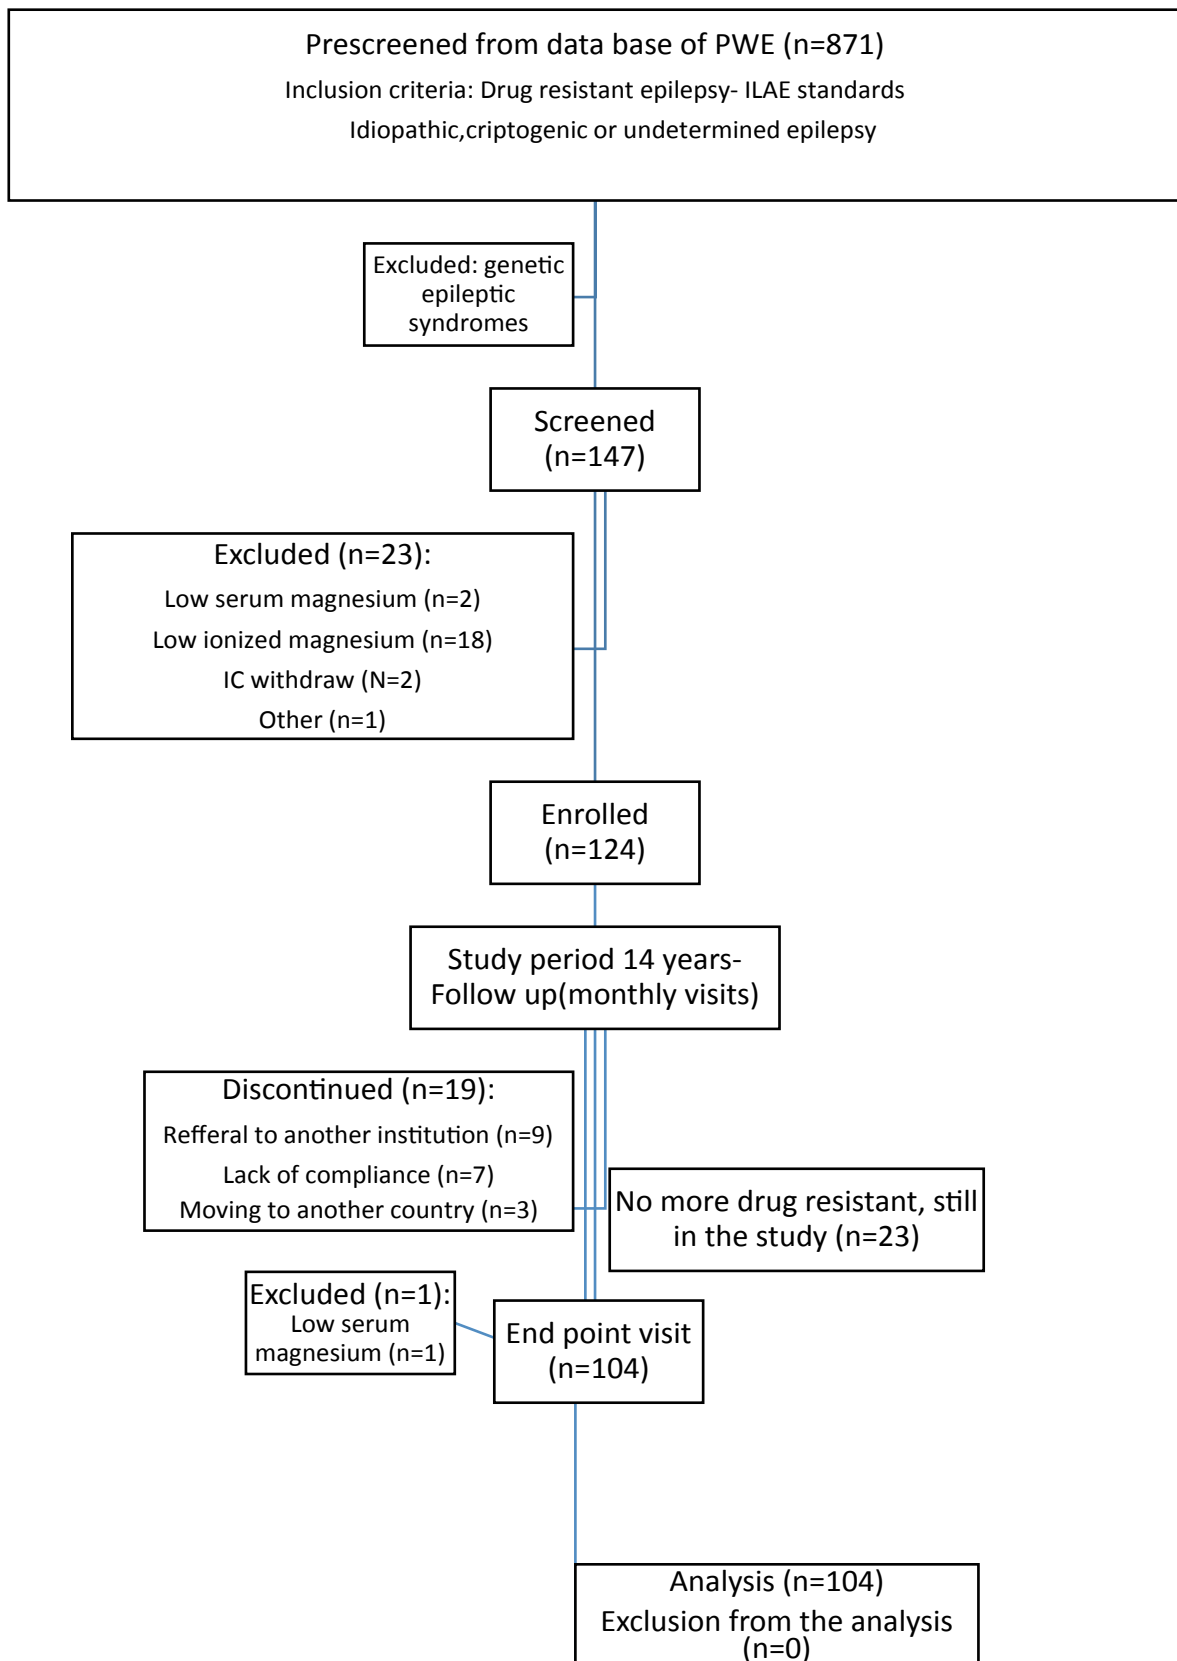 Prescreened from data base of PWE (n=871)
Inclusion criteria: Drug resistant epilepsy- ILAE standards
Idiopathic,criptogenic or undetermined epilepsy
Excluded: genetic
epileptic
syndromes
Screened
(n=147)
Excluded (n=23):
Low serum magnesium (n=2)
Low ionized magnesium (n=18)
IC withdraw (N=2)
Other (n=1)
Enrolled
(n=124)
Study period 14 years-
Follow up(monthly visits)
Discontinued (n=19):
Refferal to another institution (n=9)
Lack of compliance (n=7)
Moving to another country (n=3)
No more drug resistant, still
in the study (n=23)
Excluded (n=1):
Low serum
magnesium (n=1)
End point visit
(n=104)
Analysis (n=104)
Exclusion from the analysis
(n=0)